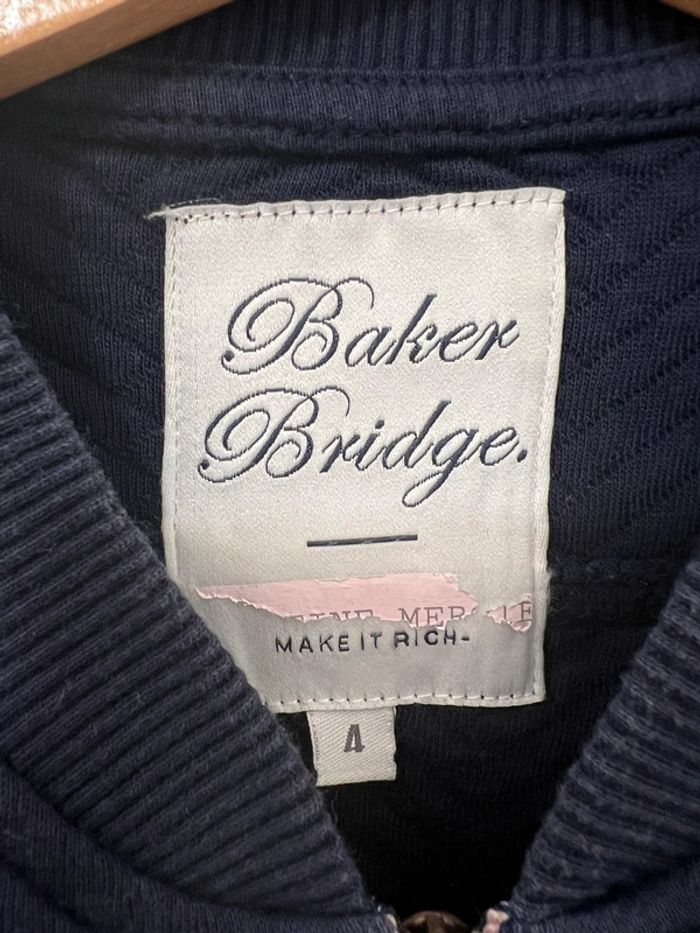 Baker
Bridge.
MAKE IT RICH-
4